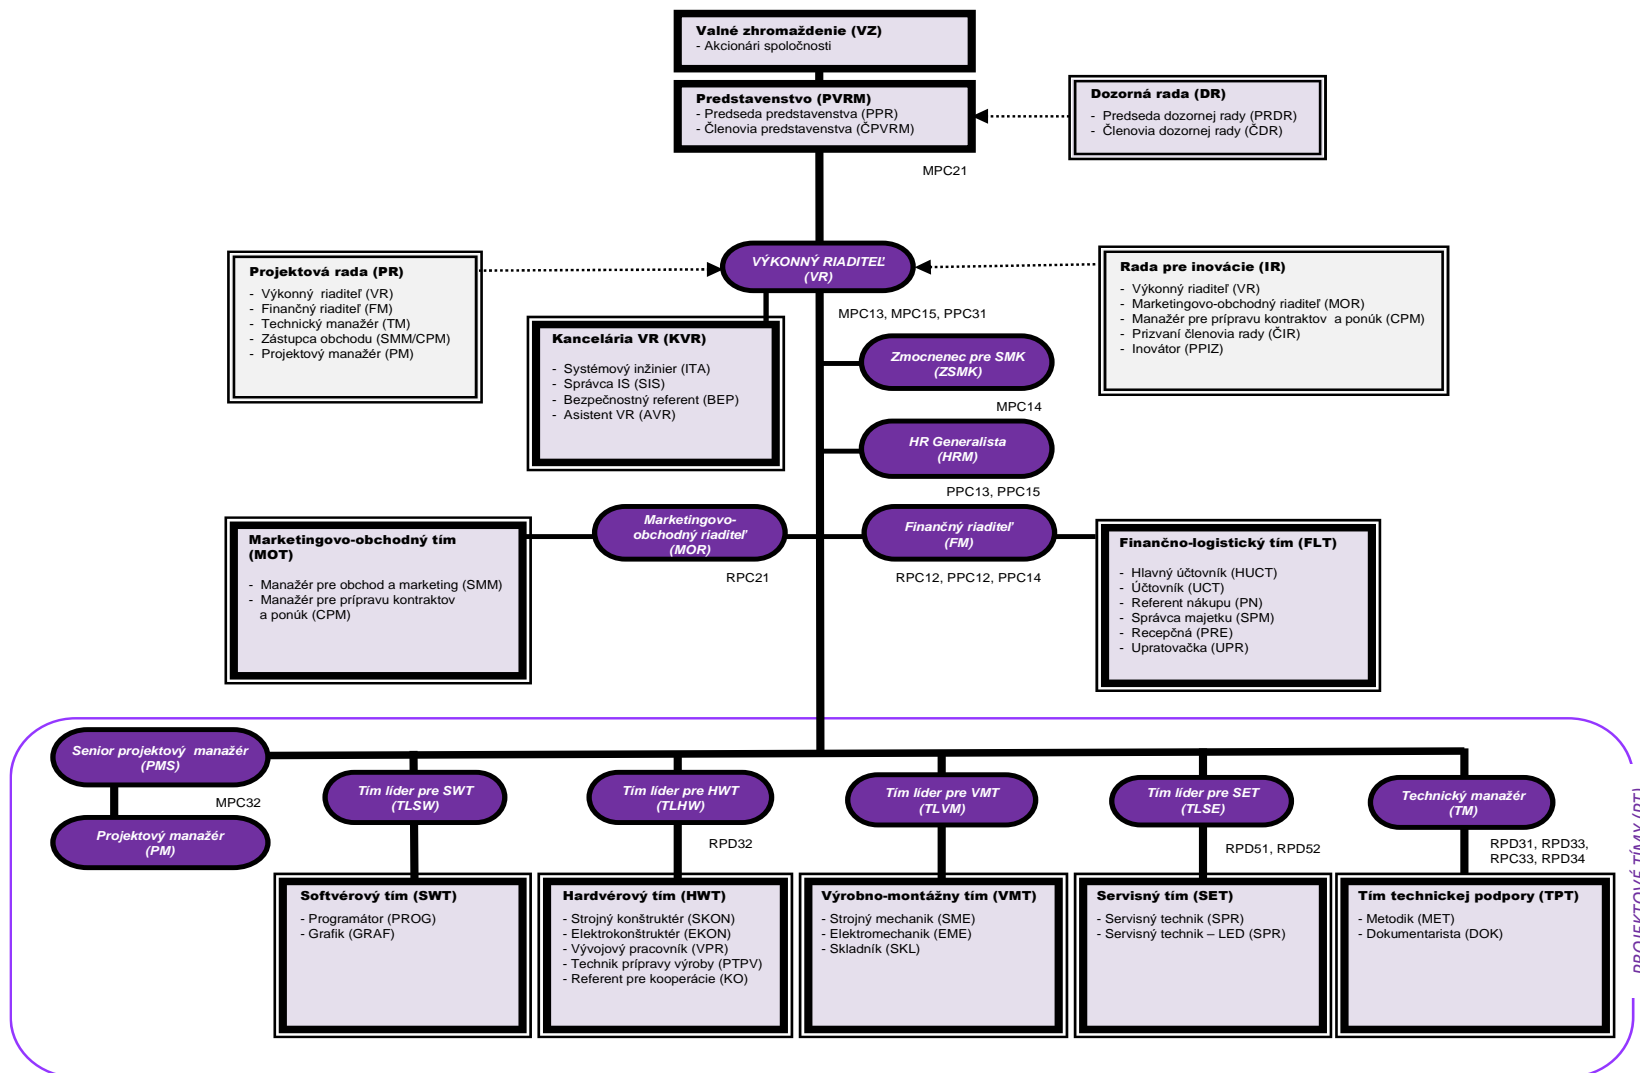 Valné zhromaždenie (VZ)
- Akcionári spoločnosti
Predstavenstvo (PVRM)
- Predseda predstavenstva (PPR)
- Členovia predstavenstva (ČPVRM)
Dozorná rada (DR)
- Predseda dozornej rady (PRDR)
- Členovia dozornej rady (ČDR)
MPC21
Projektová rada (PR)
- Výkonný riaditeľ (VR)
- Finančný riaditeľ (FM)
- Technický manažér (TM)
- Zástupca obchodu (SMM/CPM)
- Projektový manažér (PM)
VÝKONNÝ RIADITEĽ
(VR)
Rada pre inovácie (IR)
- Výkonný riaditeľ (VR)
- Marketingovo-obchodný riaditeľ (MOR)
- Manažér pre prípravu kontraktov a ponúk (CPM)
- Prizvaní členovia rady (ČIR)
- Inovátor (PPIZ)
MPC13, MPC15, PPC31
Kancelária VR (KVR)
- Systémový inžinier (ITA)
- Správca IS (SIS)
- Bezpečnostný referent (BEP)
- Asistent VR (AVR)
Zmocnenec pre SMK
(ZSMK)
MPC14
HR Generalista
(HRM)
PPC13, PPC15
Marketingovo-obchodný tím
(MOT)
- Manažér pre obchod a marketing (SMM)
- Manažér pre prípravu kontraktov
a ponúk (CPM)
Marketingovo-
obchodný riaditeľ
(MOR)
RPC21
Finančný riaditeľ
(FM)
RPC12, PPC12, PPC14
Finančno-logistický tím (FLT)
- Hlavný účtovník (HUCT)
- Účtovník (UCT)
- Referent nákupu (PN)
- Správca majetku (SPM)
- Recepčná (PRE)
- Upratovačka (UPR)
Senior projektový manažér
(PMS)
MPC32
Projektový manažér
(PM)
Tím líder pre SWT
(TLSW)
Tím líder pre HWT
(TLHW)
RPD32
Tím líder pre VMT
(TLVM)
Tím líder pre SET
(TLSE)
RPD51, RPD52
Technický manažér
(TM)
RPD31, RPD33,
RPC33, RPD34
Softvérový tím (SWT)
- Programátor (PROG)
- Grafik (GRAF)
Hardvérový tím (HWT)
- Strojný konštruktér (SKON)
- Elektrokonštruktér (EKON)
- Vývojový pracovník (VPR)
- Technik prípravy výroby (PTPV)
- Referent pre kooperácie (KO)
Výrobno-montážny tím (VMT)
- Strojný mechanik (SME)
- Elektromechanik (EME)
- Skladník (SKL)
Servisný tím (SET)
- Servisný technik (SPR)
- Servisný technik – LED (SPR)
Tím technickej podpory (TPT)
- Metodik (MET)
- Dokumentarista (DOK)
PROJEKTOVÉ TÍMY (PT)